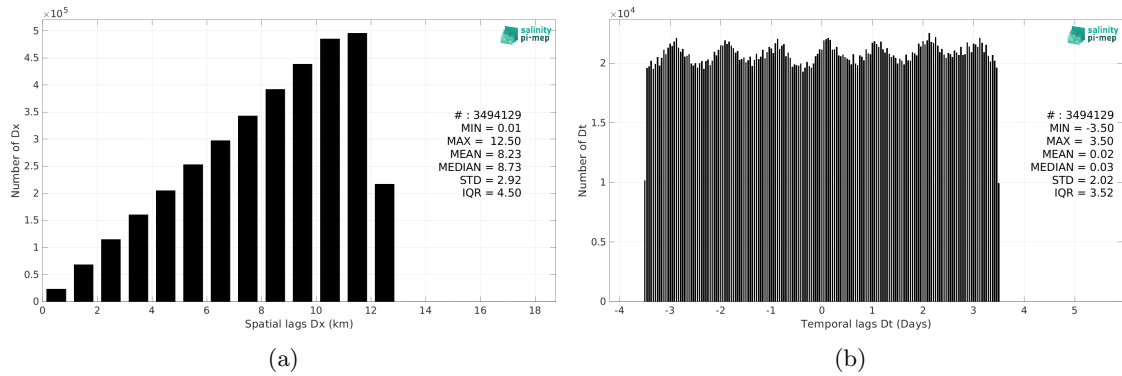 ×10^5
5
4.5
4
3.5
3
2.5
2
1.5
1
0.5
0
0 2 4 6 8 10 12 14 16 18
Number of Dx
Spatial lags Dx (km)
salinity
pi-mep
# : 3494129
MIN = 0.01
MAX = 12.50
MEAN = 8.23
MEDIAN = 8.73
STD = 2.92
IQR = 4.50
(a)
×10^4
2
1.5
1
0.5
0
-4 -3 -2 -1 0 1 2 3 4 5
Number of Dt
Temporal lags Dt (Days)
salinity
pi-mep
# : 3494129
MIN = -3.50
MAX = 3.50
MEAN = 0.02
MEDIAN = 0.03
STD = 2.02
IQR = 3.52
(b)